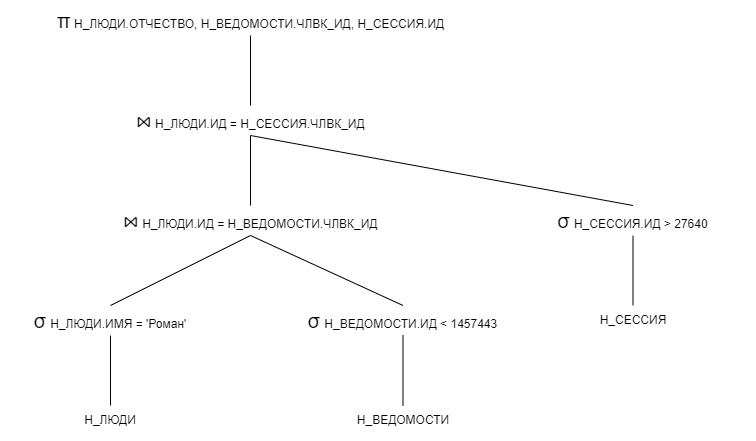 π Н_ЛЮДИ.ОТЧЕСТВО, Н_ВЕДОМОСТИ.ЧЛВК_ИД, Н_СЕССИЯ.ИД
⋈ Н_ЛЮДИ.ИД = Н_СЕССИЯ.ЧЛВК_ИД
⋈ Н_ЛЮДИ.ИД = Н_ВЕДОМОСТИ.ЧЛВК_ИД
σ Н_СЕССИЯ.ИД > 27640
σ Н_ЛЮДИ.ИМЯ = 'Роман'
σ Н_ВЕДОМОСТИ.ИД < 1457443
Н_СЕССИЯ
Н_ЛЮДИ
Н_ВЕДОМОСТИ